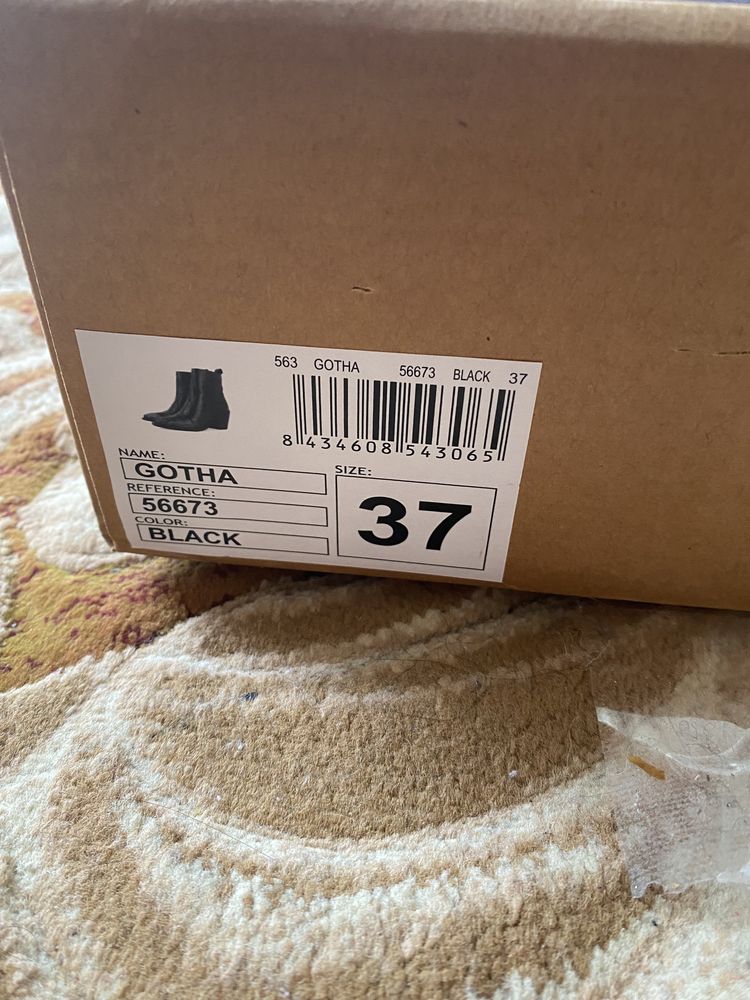 563 GOTHA 56673 BLACK 37
8 434608 543065
NAME:
GOTHA
REFERENCE:
56673
COLOR:
BLACK
SIZE:
37